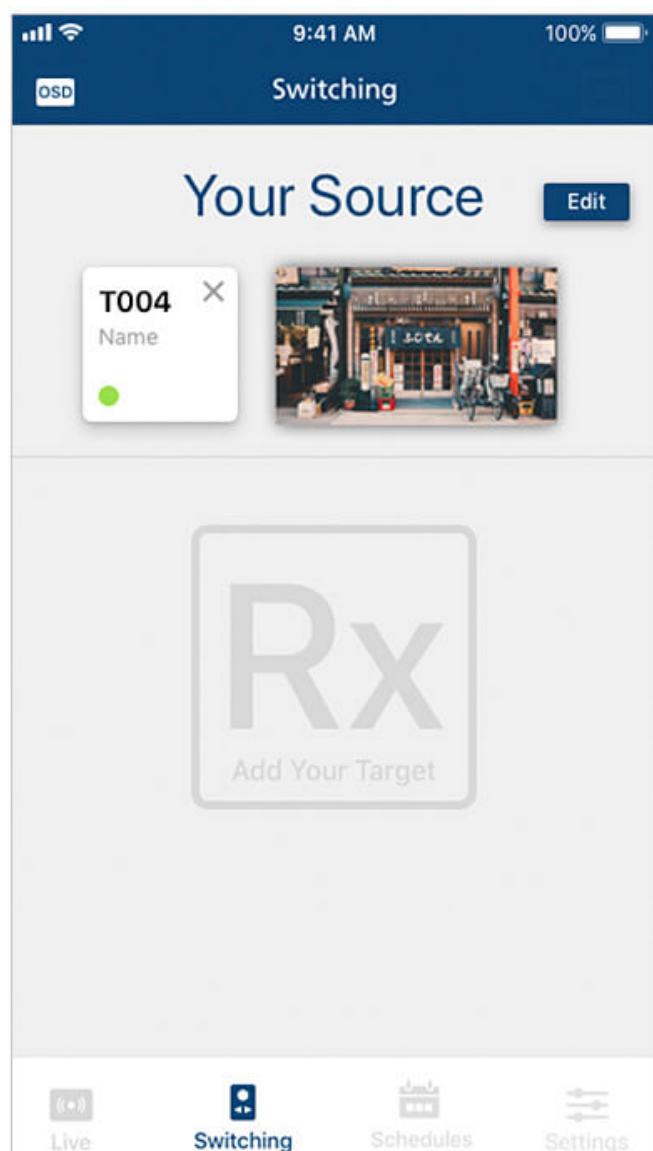 9:41 AM
100%
OSD
Switching
Your Source
Edit
T004
Name
Rx
Add Your Target
Live
Switching
Schedules
Settings